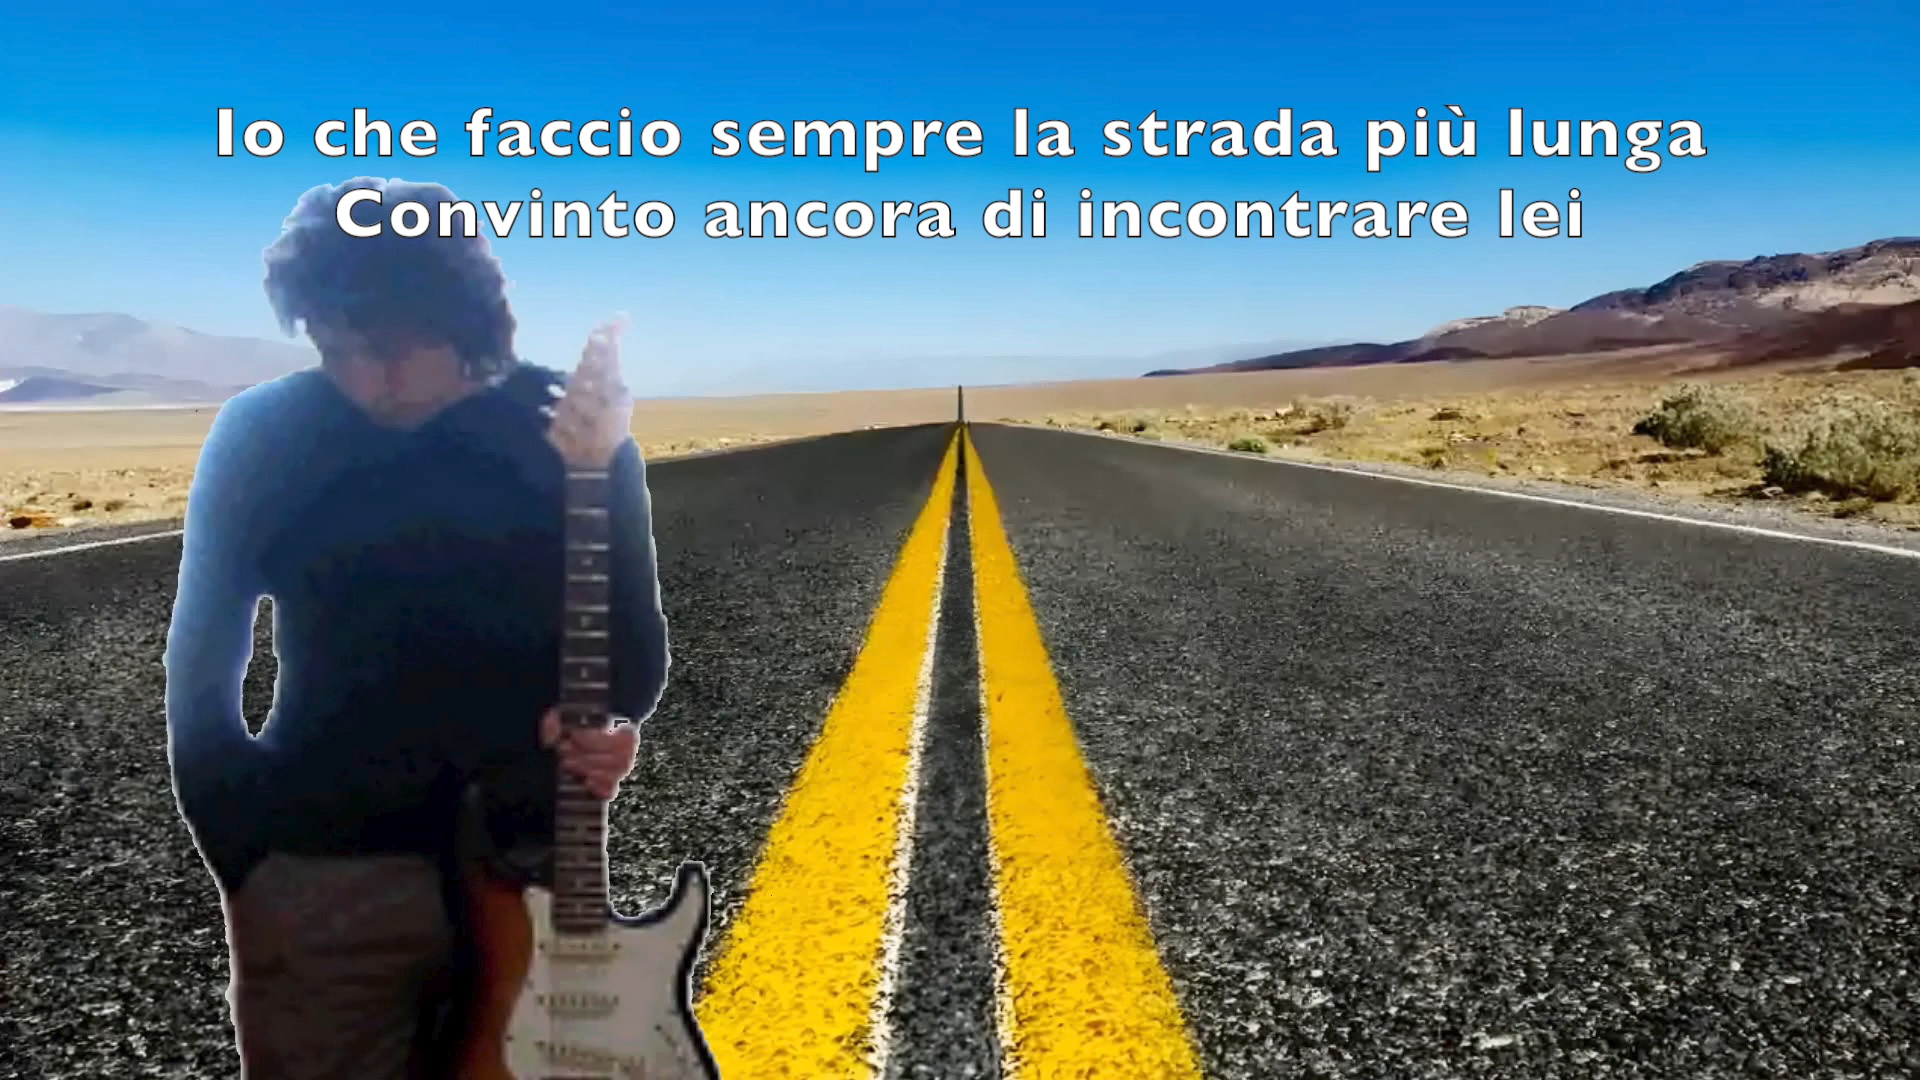 Io che faccio sempre la strada più lunga
Convinto ancora di incontrare lei